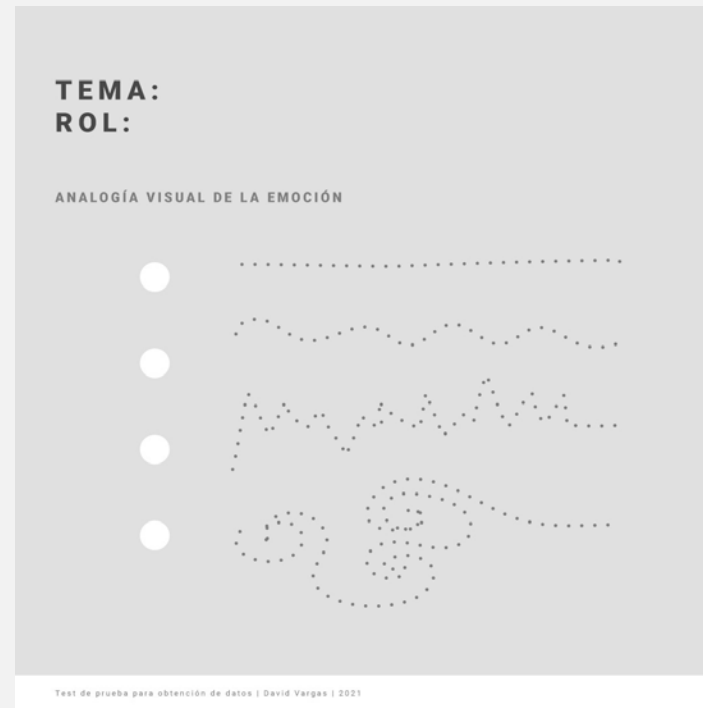 TEMA:
ROL:
ANALOGÍA VISUAL DE LA EMOCIÓN
Test de prueba para obtención de datos | David Vargas | 2021